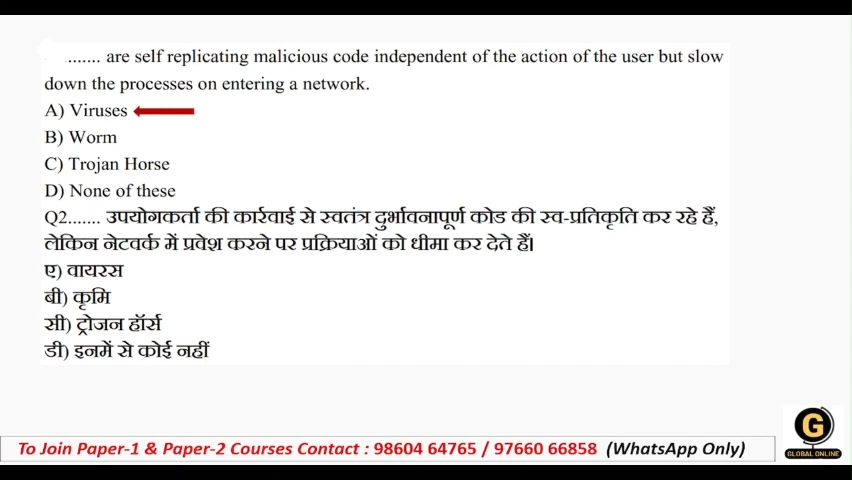 ....... are self replicating malicious code independent of the action of the user but slow
down the processes on entering a network.
A) Viruses
B) Worm
C) Trojan Horse
D) None of these
Q2....... उपयोगकर्ता की कार्रवाई से स्वतंत्र दुर्भावनापूर्ण कोड की स्व-प्रतिकृति कर रहे हैं,
लेकिन नेटवर्क में प्रवेश करने पर प्रक्रियाओं को धीमा कर देते हैं।
ए) वायरस
बी) कृमि
सी) ट्रोजन हॉर्स
डी) इनमें से कोई नहीं
G
GLOBAL ONLINE
To Join Paper-1 & Paper-2 Courses Contact : 98604 64765 / 97660 66858 (WhatsApp Only)